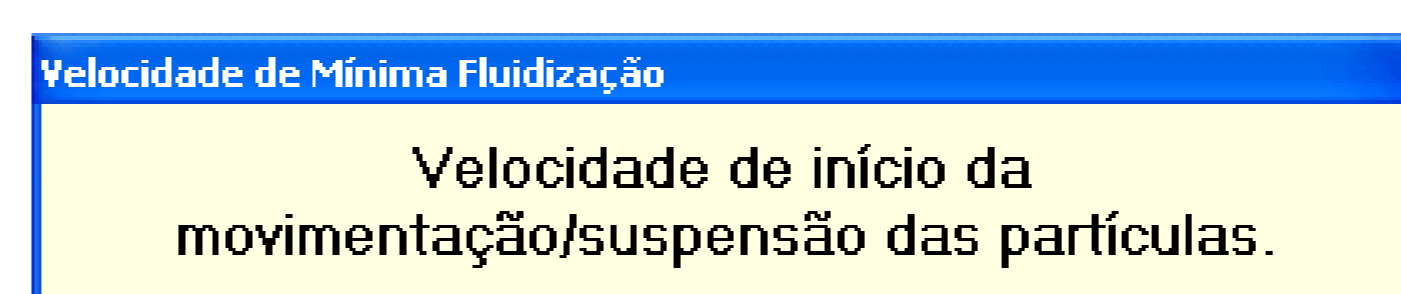 Velocidade de Mínima Fluidização
Velocidade de início da
movimentação/suspensão das partículas.